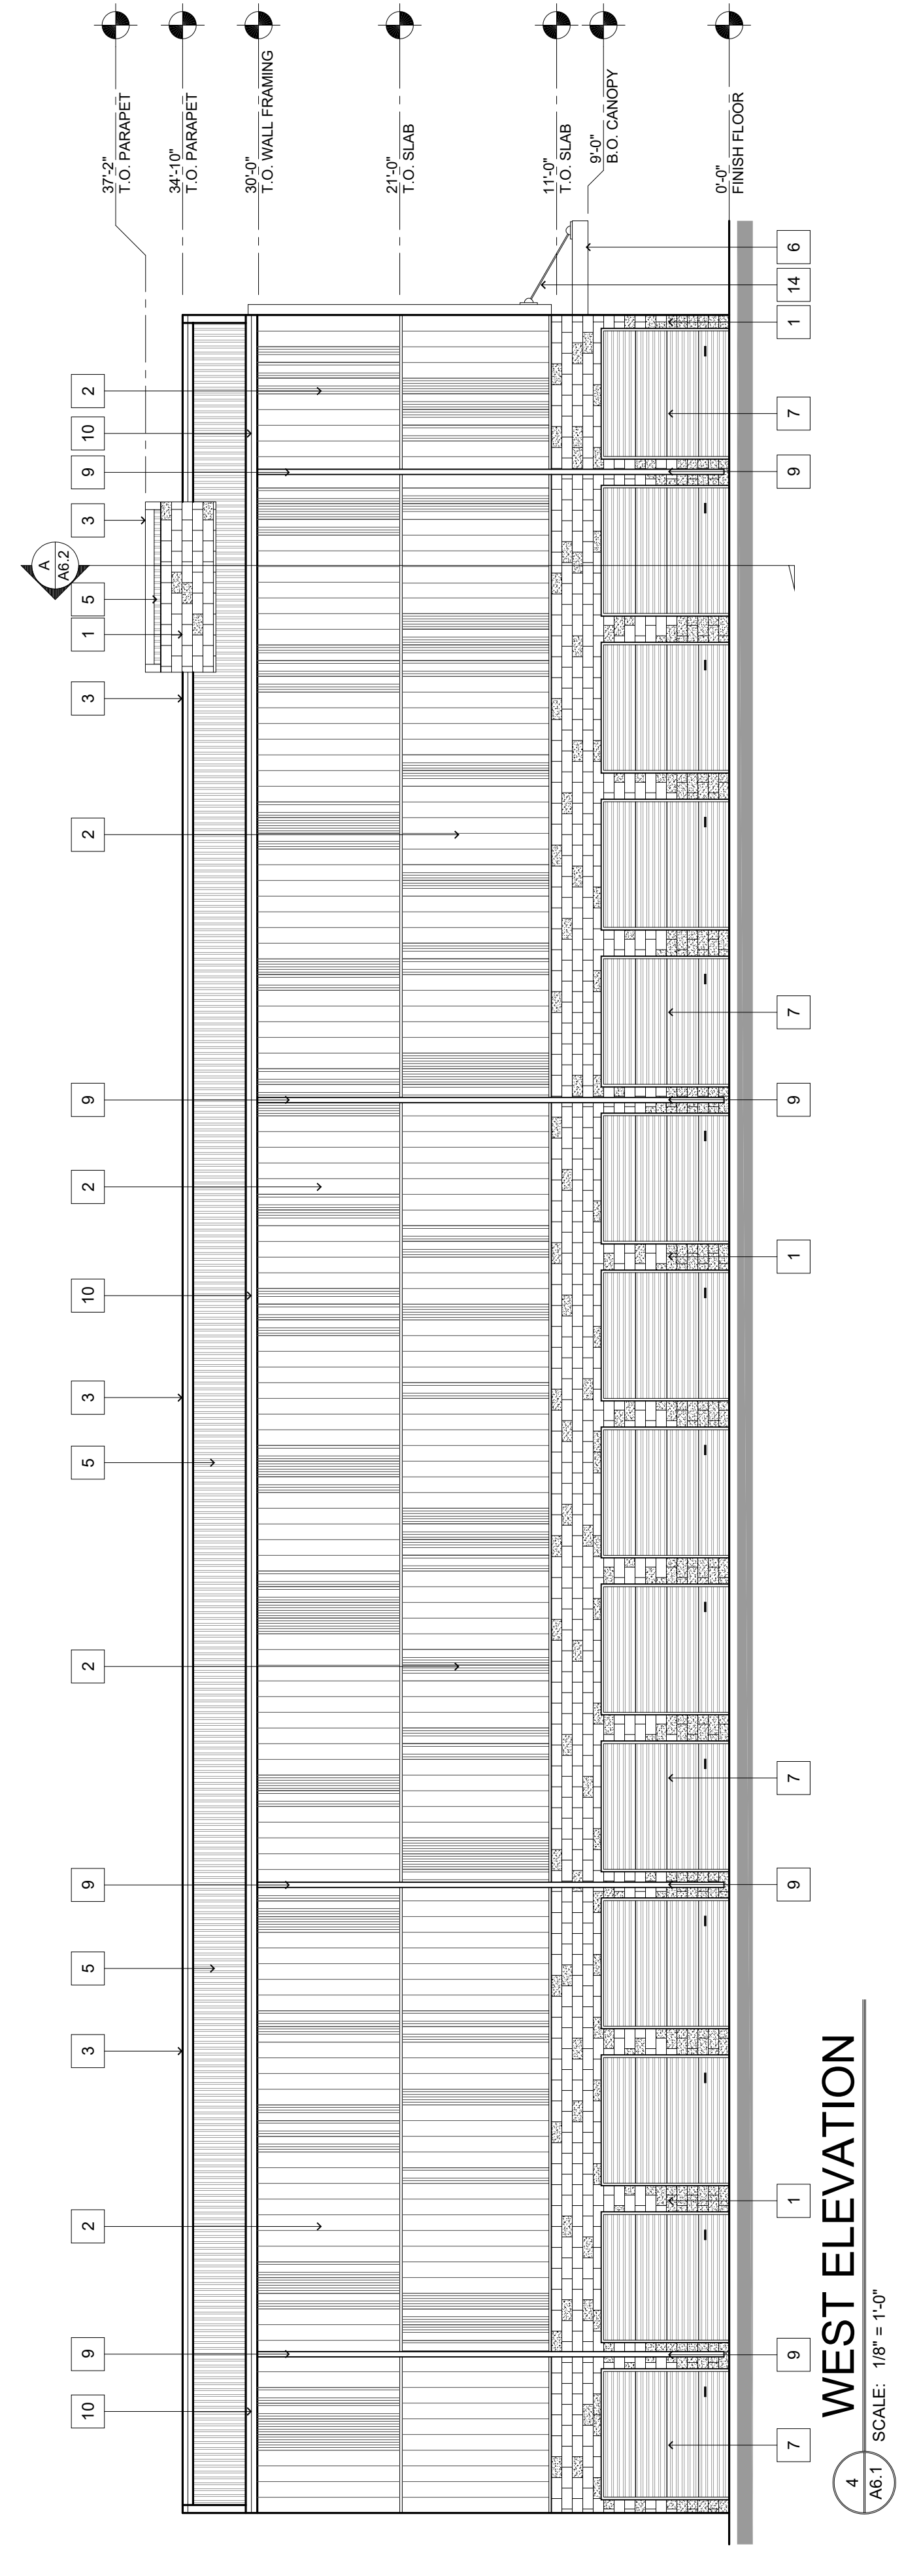 A
A6.2
10 9 2 3 5 9 2 5 3 10 2 9 2 3 1 5 3 9 10 2
37'-2"
T.O. PARAPET
34'-10"
T.O. PARAPET
30'-0"
T.O. WALL FRAMING
21'-0"
T.O. SLAB
11'-0"
T.O. SLAB
9'-0"
B.O. CANOPY
0'-0"
FINISH FLOOR
7 9 1 9 7 1 9 7 9 7 1 14 6
WEST ELEVATION
4
A6.1
SCALE: 1/8" = 1'-0"